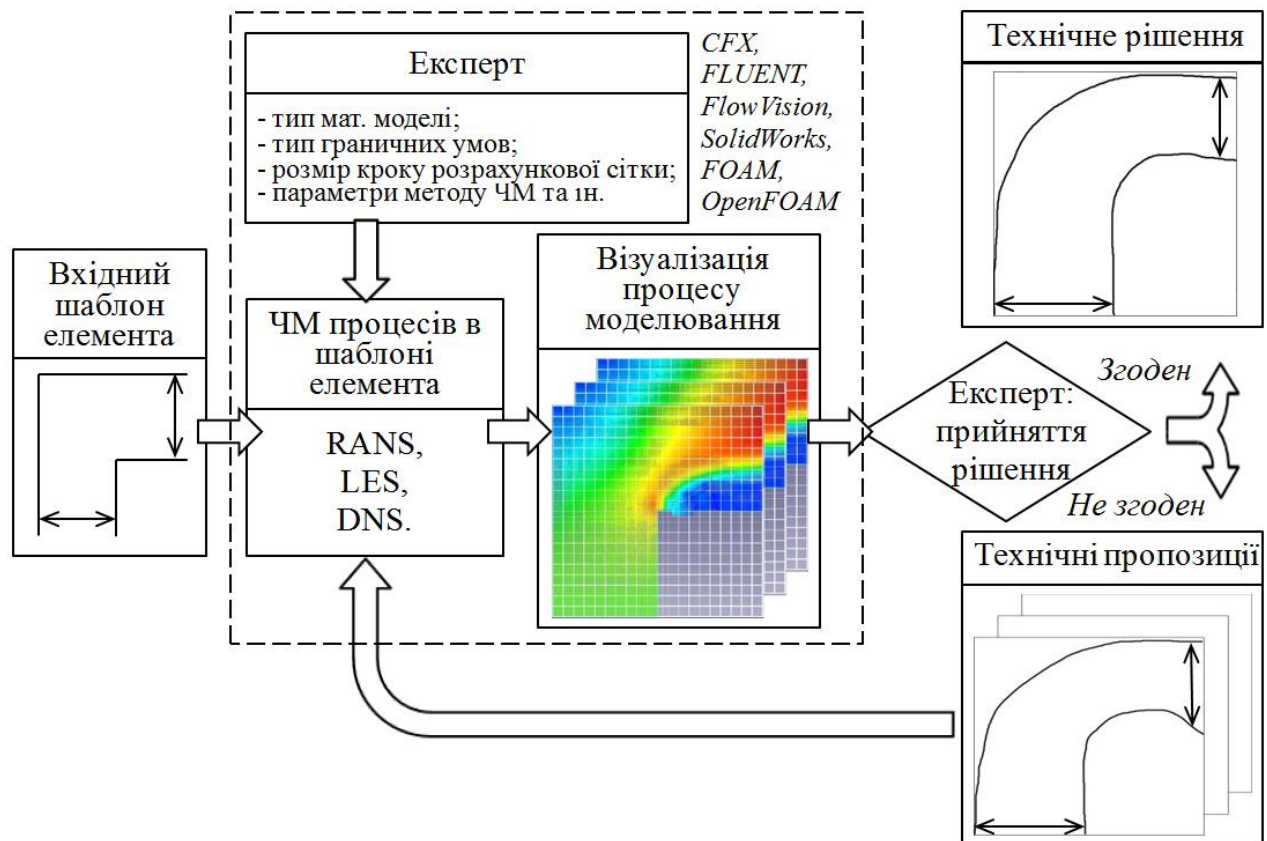 Експерт
- тип мат. моделі;
- тип граничних умов;
- розмір кроку розрахункової сітки;
- параметри методу ЧМ та ін.
CFX,
FLUENT,
FlowVision,
SolidWorks,
FOAM,
OpenFOAM
Технічне рішення
Вхідний
шаблон
елемента
ЧМ процесів в
шаблоні
елемента
RANS,
LES,
DNS.
Візуалізація
процесу
моделювання
Експерт:
прийняття
рішення
Згоден
Не згоден
Технічні пропозиції